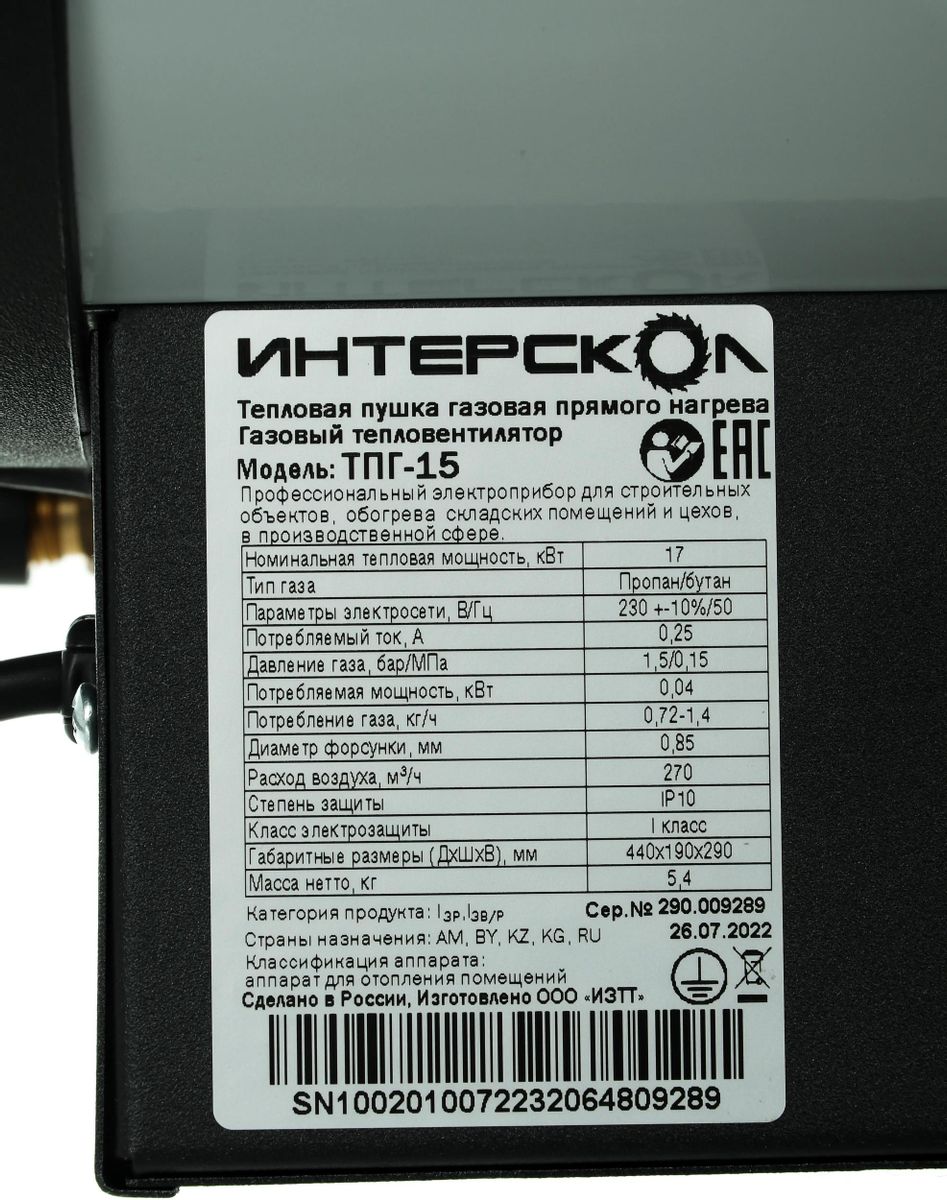 ИНТЕРСКОЛ
Тепловая пушка газовая прямого нагрева
Газовый тепловентилятор
Модель: ТПГ-15
EAC
Профессиональный электроприбор для строительных
объектов, обогрева складских помещений и цехов,
в производственной сфере.
Номинальная тепловая мощность, кВт 17
Тип газа Пропан/бутан
Параметры электросети, В/Гц 230 +-10%/50
Потребляемый ток, А 0,25
Давление газа, бар/МПа 1,5/0,15
Потребляемая мощность, кВт 0,04
Потребление газа, кг/ч 0,72-1,4
Диаметр форсунки, мм 0,85
Расход воздуха, м³/ч 270
Степень защиты IP10
Класс электрозащиты I класс
Габаритные размеры (ДхШхВ), мм 440х190х290
Масса нетто, кг 5,4
Категория продукта: I3P,I3B/P Сер.№ 290.009289
Страны назначения: AM, BY, KZ, KG, RU 26.07.2022
Классификация аппарата:
аппарат для отопления помещений
Сделано в России, Изготовлено ООО «ИЗТТ»
SN1002010072232064809289